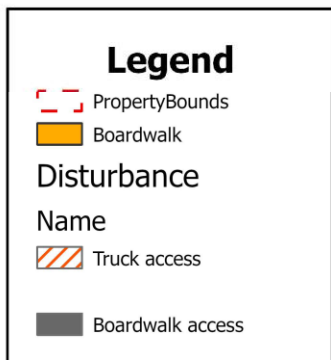 Legend
PropertyBounds
Boardwalk
Disturbance
Name
Truck access
Boardwalk access